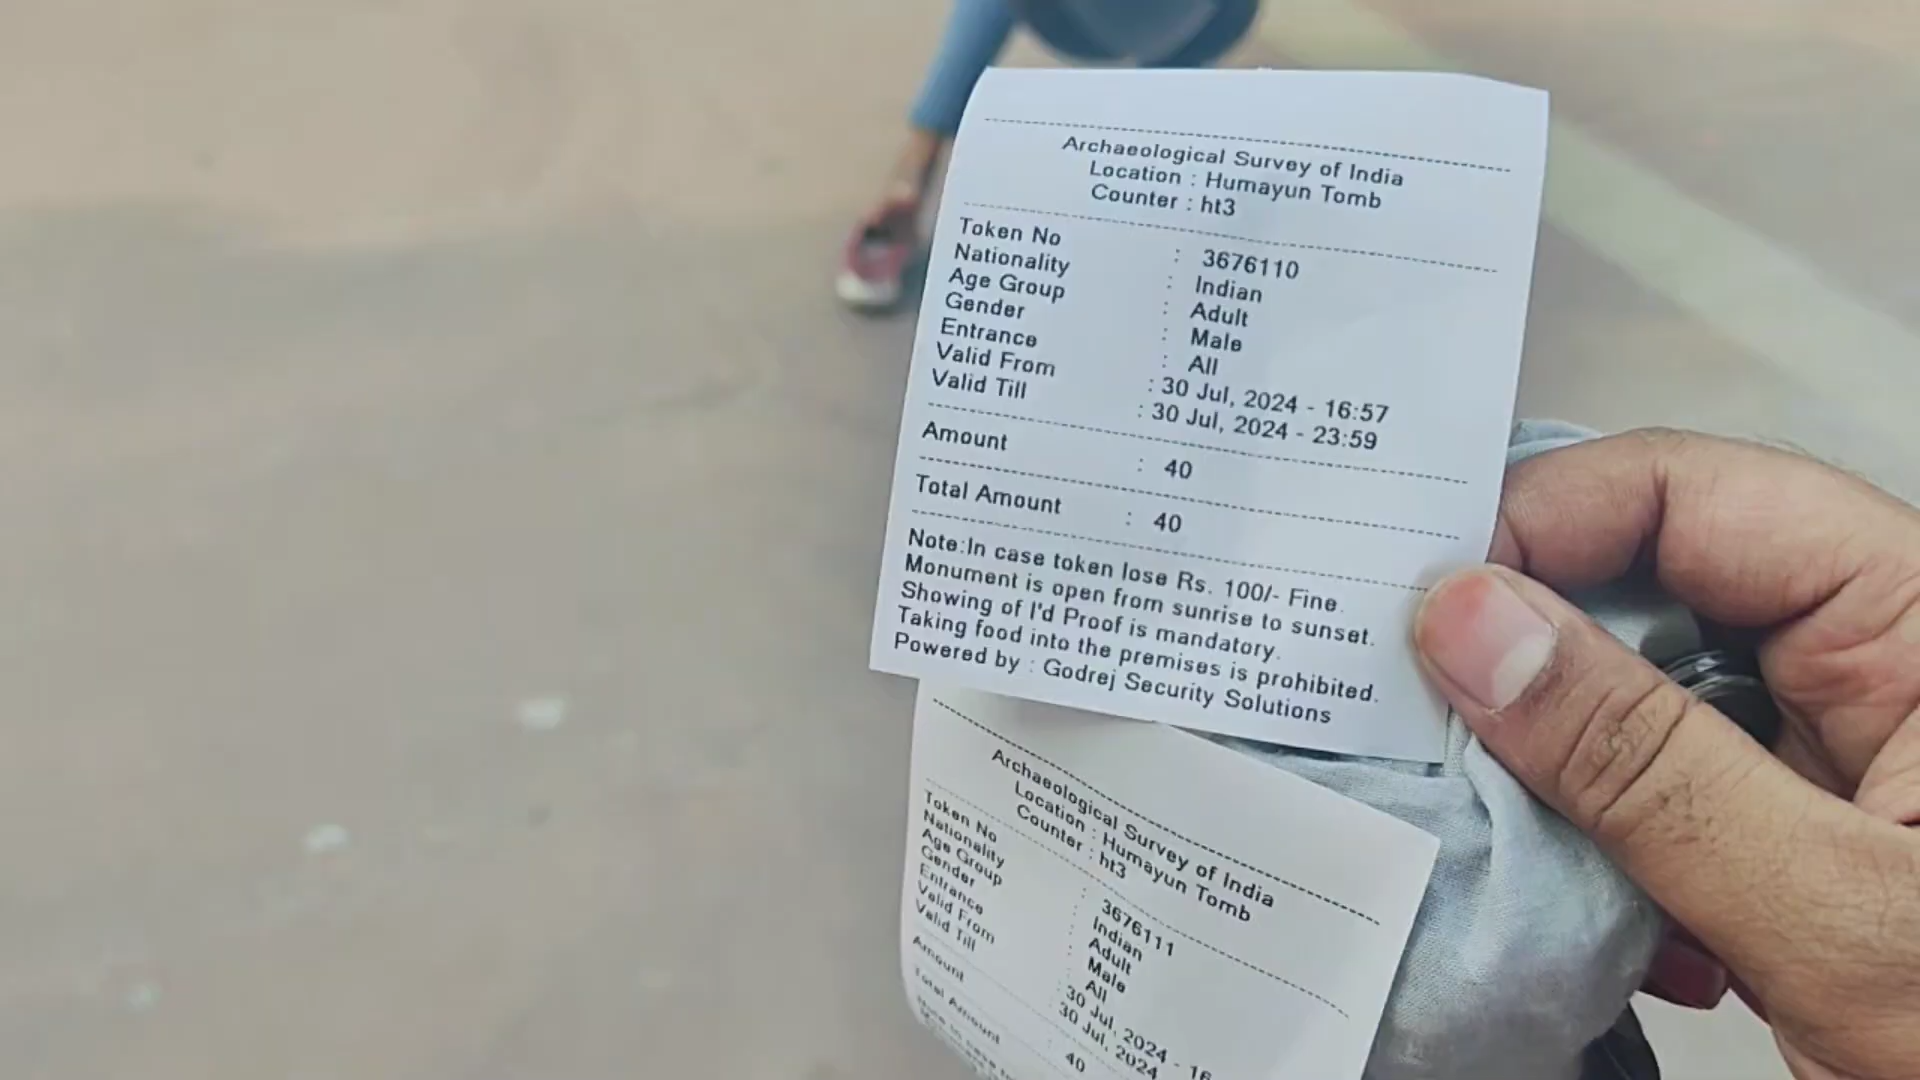 Archaeological Survey of India
Location : Humayun Tomb
Counter : ht3
Token No : 3676110
Nationality : Indian
Age Group : Adult
Gender : Male
Entrance : All
Valid From : 30 Jul, 2024 - 16:57
Valid Till : 30 Jul, 2024 - 23:59
Amount : 40
Total Amount : 40
Note:In case token lose Rs. 100/- Fine.
Monument is open from sunrise to sunset.
Showing of I'd Proof is mandatory.
Taking food into the premises is prohibited.
Powered by : Godrej Security Solutions
Archaeological Survey of India
Location : Humayun Tomb
Counter : ht3
Token No : 3676111
Nationality : Indian
Age Group : Adult
Gender : Male
Entrance : All
Valid From : 30 Jul, 2024 - 16
Valid Till : 30 Jul, 2024
Amount : 40
Total Amount